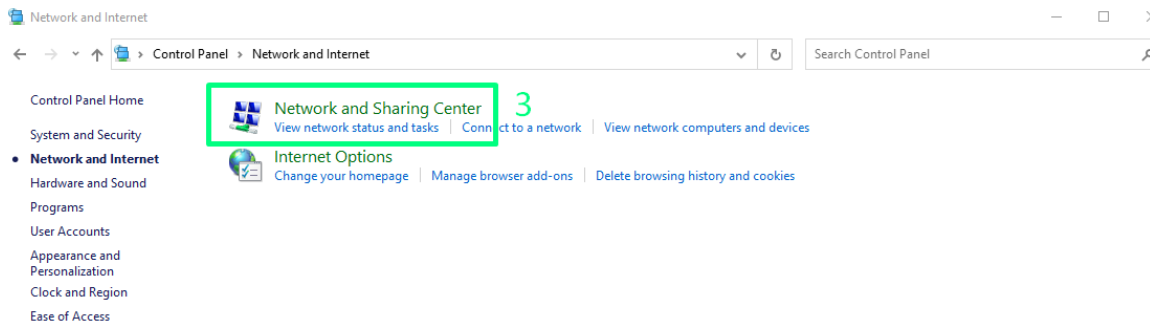 Network and Internet
Control Panel › Network and Internet
Search Control Panel
Control Panel Home
System and Security
Network and Internet
Hardware and Sound
Programs
User Accounts
Appearance and
Personalization
Clock and Region
Ease of Access
Network and Sharing Center 3
View network status and tasks Connect to a network View network computers and devices
Internet Options
Change your homepage Manage browser add-ons Delete browsing history and cookies